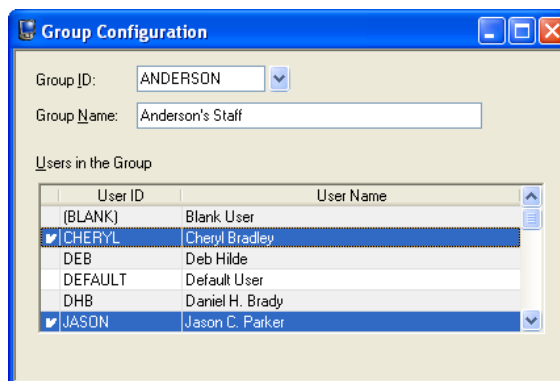 Group Configuration
Group ID: ANDERSON
Group Name: Anderson's Staff
Users in the Group
User ID User Name
(BLANK) Blank User
CHERYL Cheryl Bradley
DEB Deb Hilde
DEFAULT Default User
DHB Daniel H. Brady
JASON Jason C. Parker